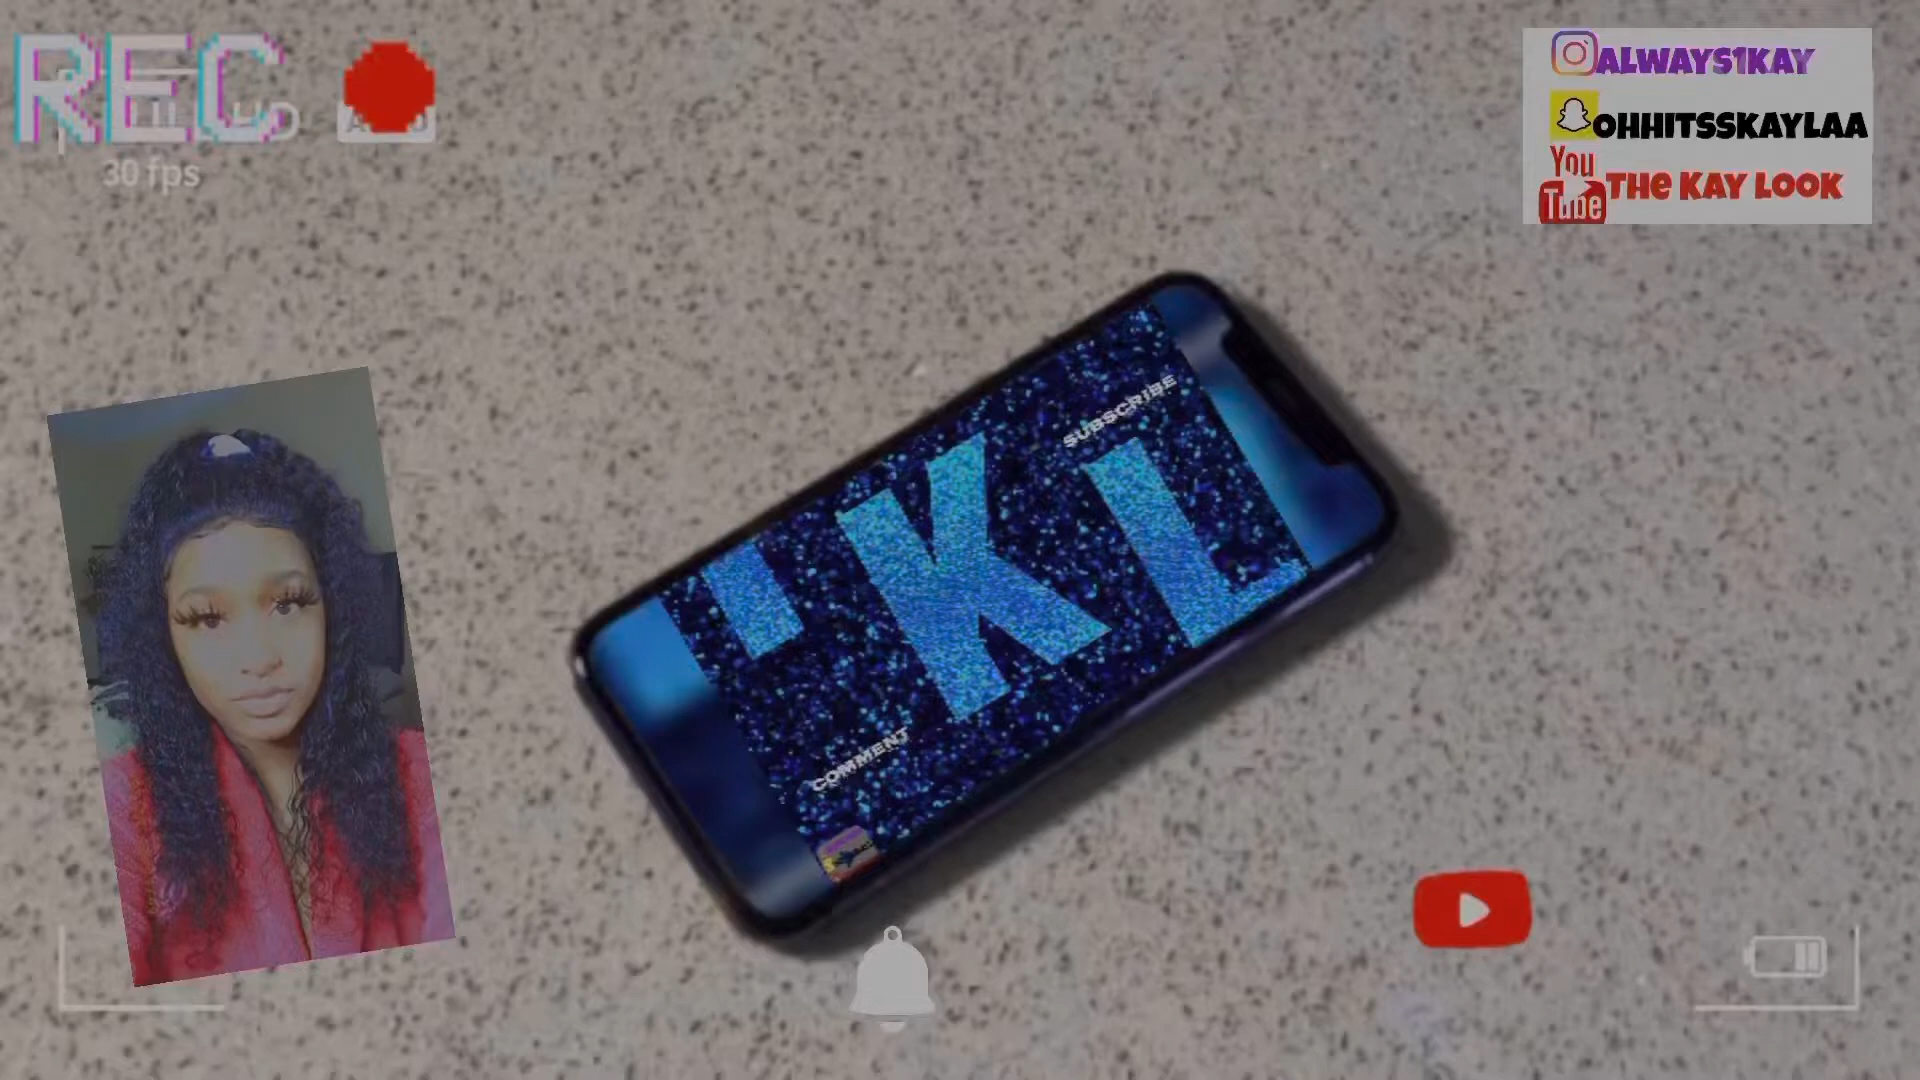 REC
30 fps
ALWAYS1KAY
OHHITSSKAYLAA
You
Tube
THE KAY LOOK
SUBSCRIBE
KL
COMMENT